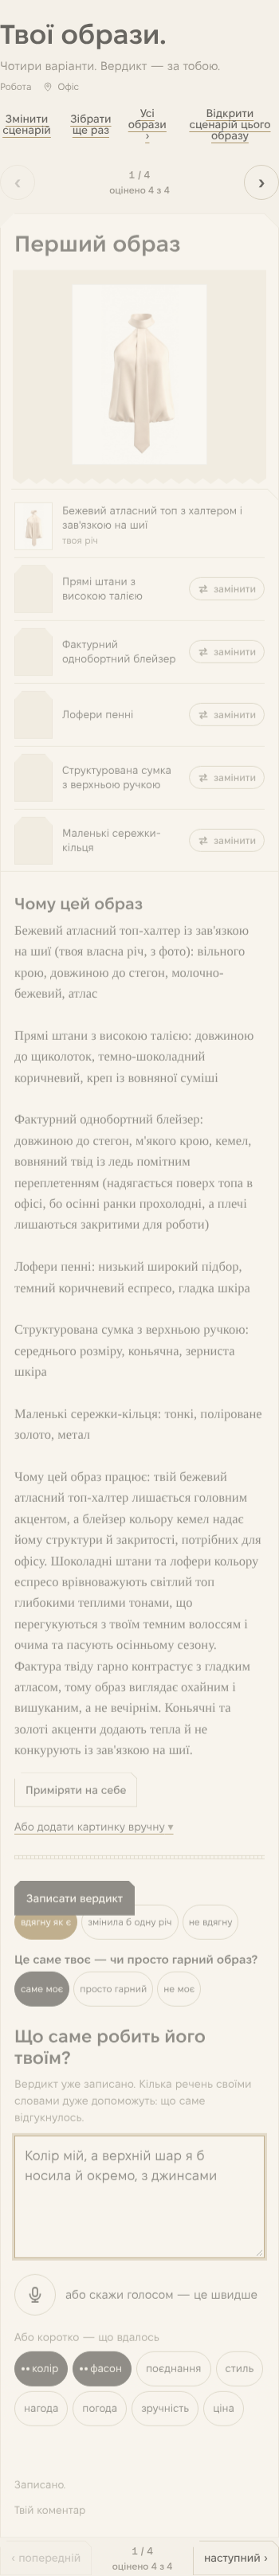 Твої образи.
Чотири варіанти. Вердикт — за тобою.
Робота Офіс
Змінити
сценарій
Зібрати
ще раз
Усі
образи
›
Відкрити
сценарій цього
образу
‹
1 / 4
оцінено 4 з 4
›
Перший образ
Бежевий атласний топ з халтером і
зав'язкою на шиї
твоя річ
Прямі штани з
високою талією
⇄ замінити
Фактурний
однобортний блейзер
⇄ замінити
Лофери пенні
⇄ замінити
Структурована сумка
з верхньою ручкою
⇄ замінити
Маленькі сережки-
кільця
⇄ замінити
Чому цей образ
Бежевий атласний топ-халтер із зав'язкою
на шиї (твоя власна річ, з фото): вільного
крою, довжиною до стегон, молочно-
бежевий, атлас
Прямі штани з високою талією: довжиною
до щиколоток, темно-шоколадний
коричневий, креп із вовняної суміші
Фактурний однобортний блейзер:
довжиною до стегон, м'якого крою, кемел,
вовняний твід із ледь помітним
переплетенням (надягається поверх топа в
офісі, бо осінні ранки прохолодні, а плечі
лишаються закритими для роботи)
Лофери пенні: низький широкий підбор,
темний коричневий еспресо, гладка шкіра
Структурована сумка з верхньою ручкою:
середнього розміру, коньячна, зерниста
шкіра
Маленькі сережки-кільця: тонкі, поліроване
золото, метал
Чому цей образ працює: твій бежевий
атласний топ-халтер лишається головним
акцентом, а блейзер кольору кемел надає
йому структури й закритості, потрібних для
офісу. Шоколадні штани та лофери кольору
еспресо врівноважують світлий топ
глибокими теплими тонами, що
перегукуються з твоїм темним волоссям і
очима та пасують осінньому сезону.
Фактура твіду гарно контрастує з гладким
атласом, тому образ виглядає охайним і
вишуканим, а не вечірнім. Коньячні та
золоті акценти додають тепла й не
конкурують із зав'язкою на шиї.
Приміряти на себе
Або додати картинку вручну ▾
Записати вердикт
вдягну як є
змінила б одну річ
не вдягну
Це саме твоє — чи просто гарний образ?
саме моє
просто гарний
не моє
Що саме робить його
твоїм?
Вердикт уже записано. Кілька речень своїми
словами дуже допоможуть: що саме
відгукнулось.
Колір мій, а верхній шар я б
носила й окремо, з джинсами
або скажи голосом — це швидше
Або коротко — що вдалось
колір
фасон
поєднання
стиль
нагода
погода
зручність
ціна
Записано.
Твій коментар
‹ попередній
1 / 4
оцінено 4 з 4
наступний ›